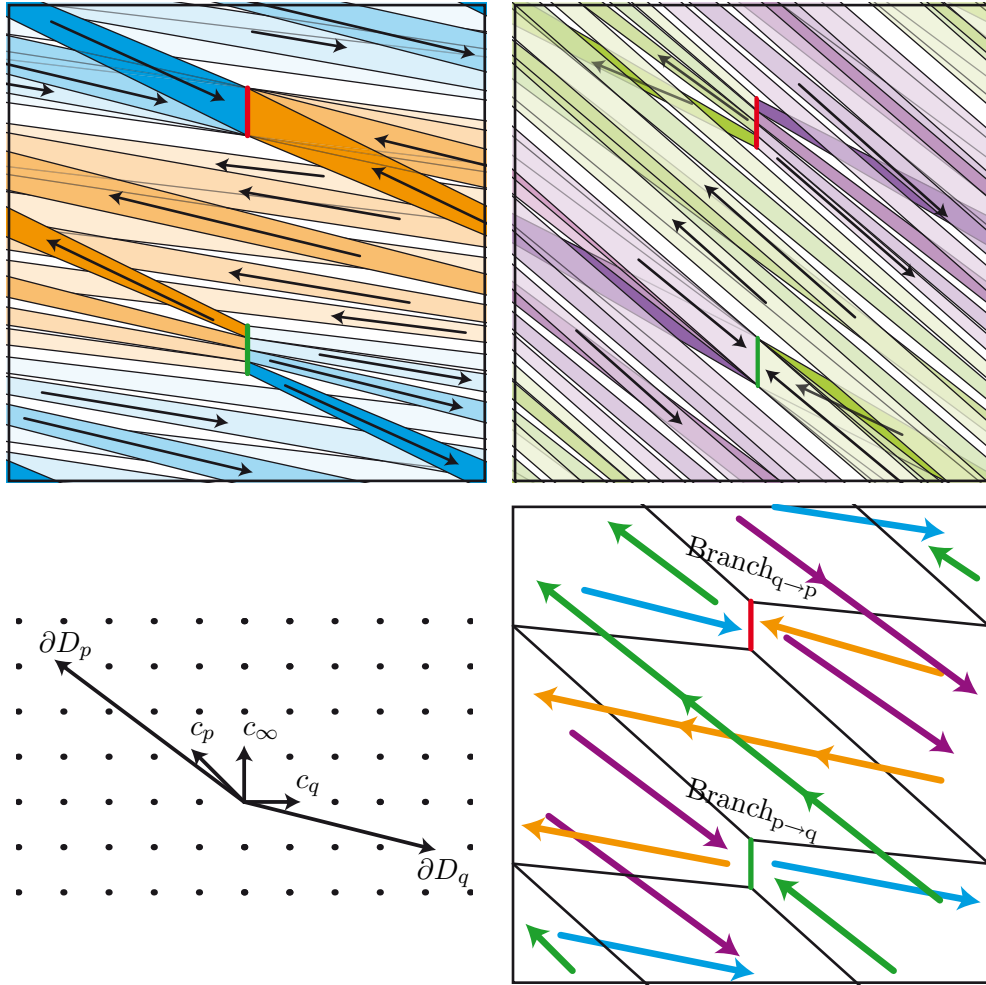 Branch_{q→p}
∂D_p
c_p
c_∞
c_q
Branch_{p→q}
∂D_q